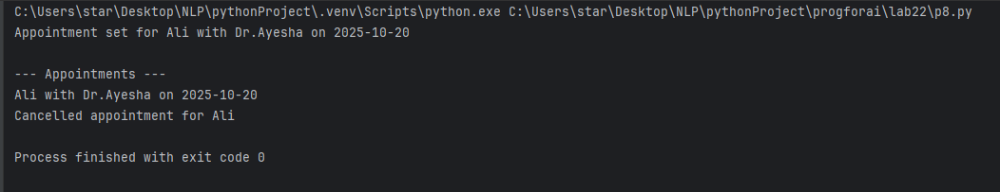 C:\Users\star\Desktop\NLP\pythonProject\.venv\Scripts\python.exe C:\Users\star\Desktop\NLP\pythonProject\progforai\lab22\p8.py
Appointment set for Ali with Dr.Ayesha on 2025-10-20
--- Appointments ---
Ali with Dr.Ayesha on 2025-10-20
Cancelled appointment for Ali
Process finished with exit code 0